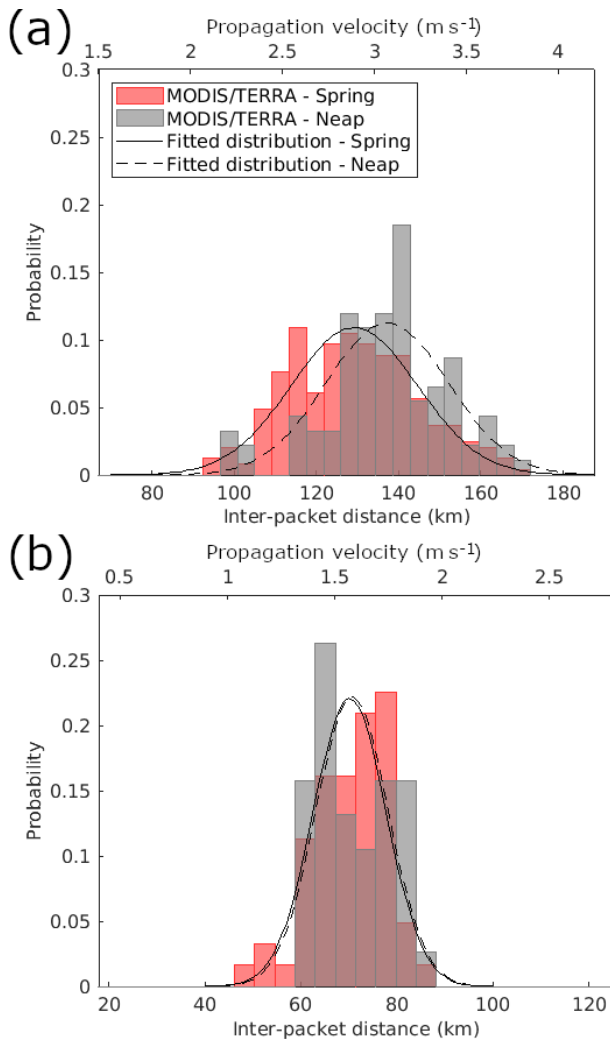 (a)
Propagation velocity (m s-1)
1.5 2 2.5 3 3.5 4
0.3
MODIS/TERRA - Spring
MODIS/TERRA - Neap
Fitted distribution - Spring
Fitted distribution - Neap
0.25
0.2
0.15
0.1
0.05
0
Probability
80 100 120 140 160 180
Inter-packet distance (km)
(b)
Propagation velocity (m s-1)
0.5 1 1.5 2 2.5
0.3
0.25
0.2
0.15
0.1
0.05
0
Probability
20 40 60 80 100 120
Inter-packet distance (km)